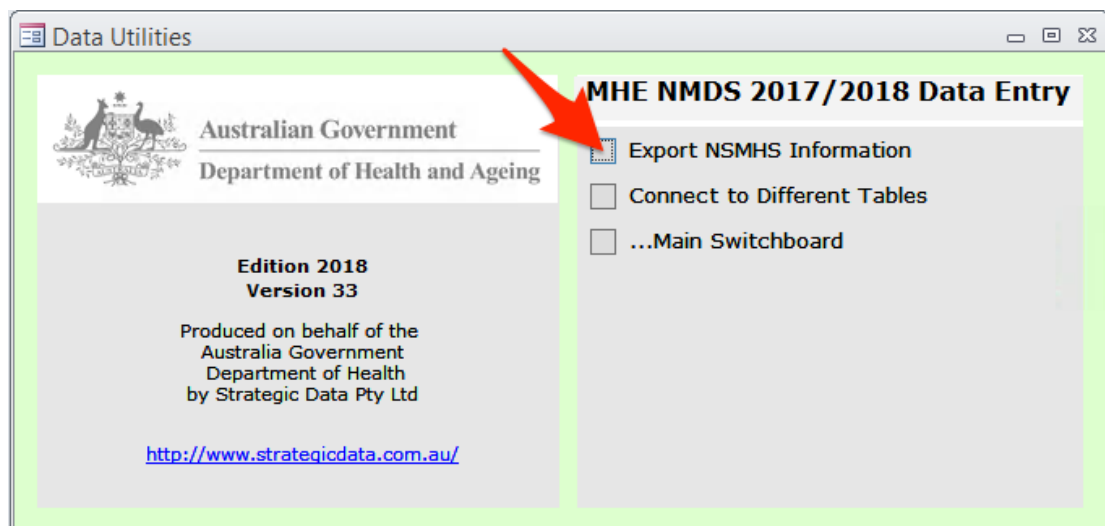 Data Utilities
Australian Government
Department of Health and Ageing
Edition 2018
Version 33
Produced on behalf of the
Australia Government
Department of Health
by Strategic Data Pty Ltd
http://www.strategicdata.com.au/
MHE NMDS 2017/2018 Data Entry
Export NSMHS Information
Connect to Different Tables
...Main Switchboard